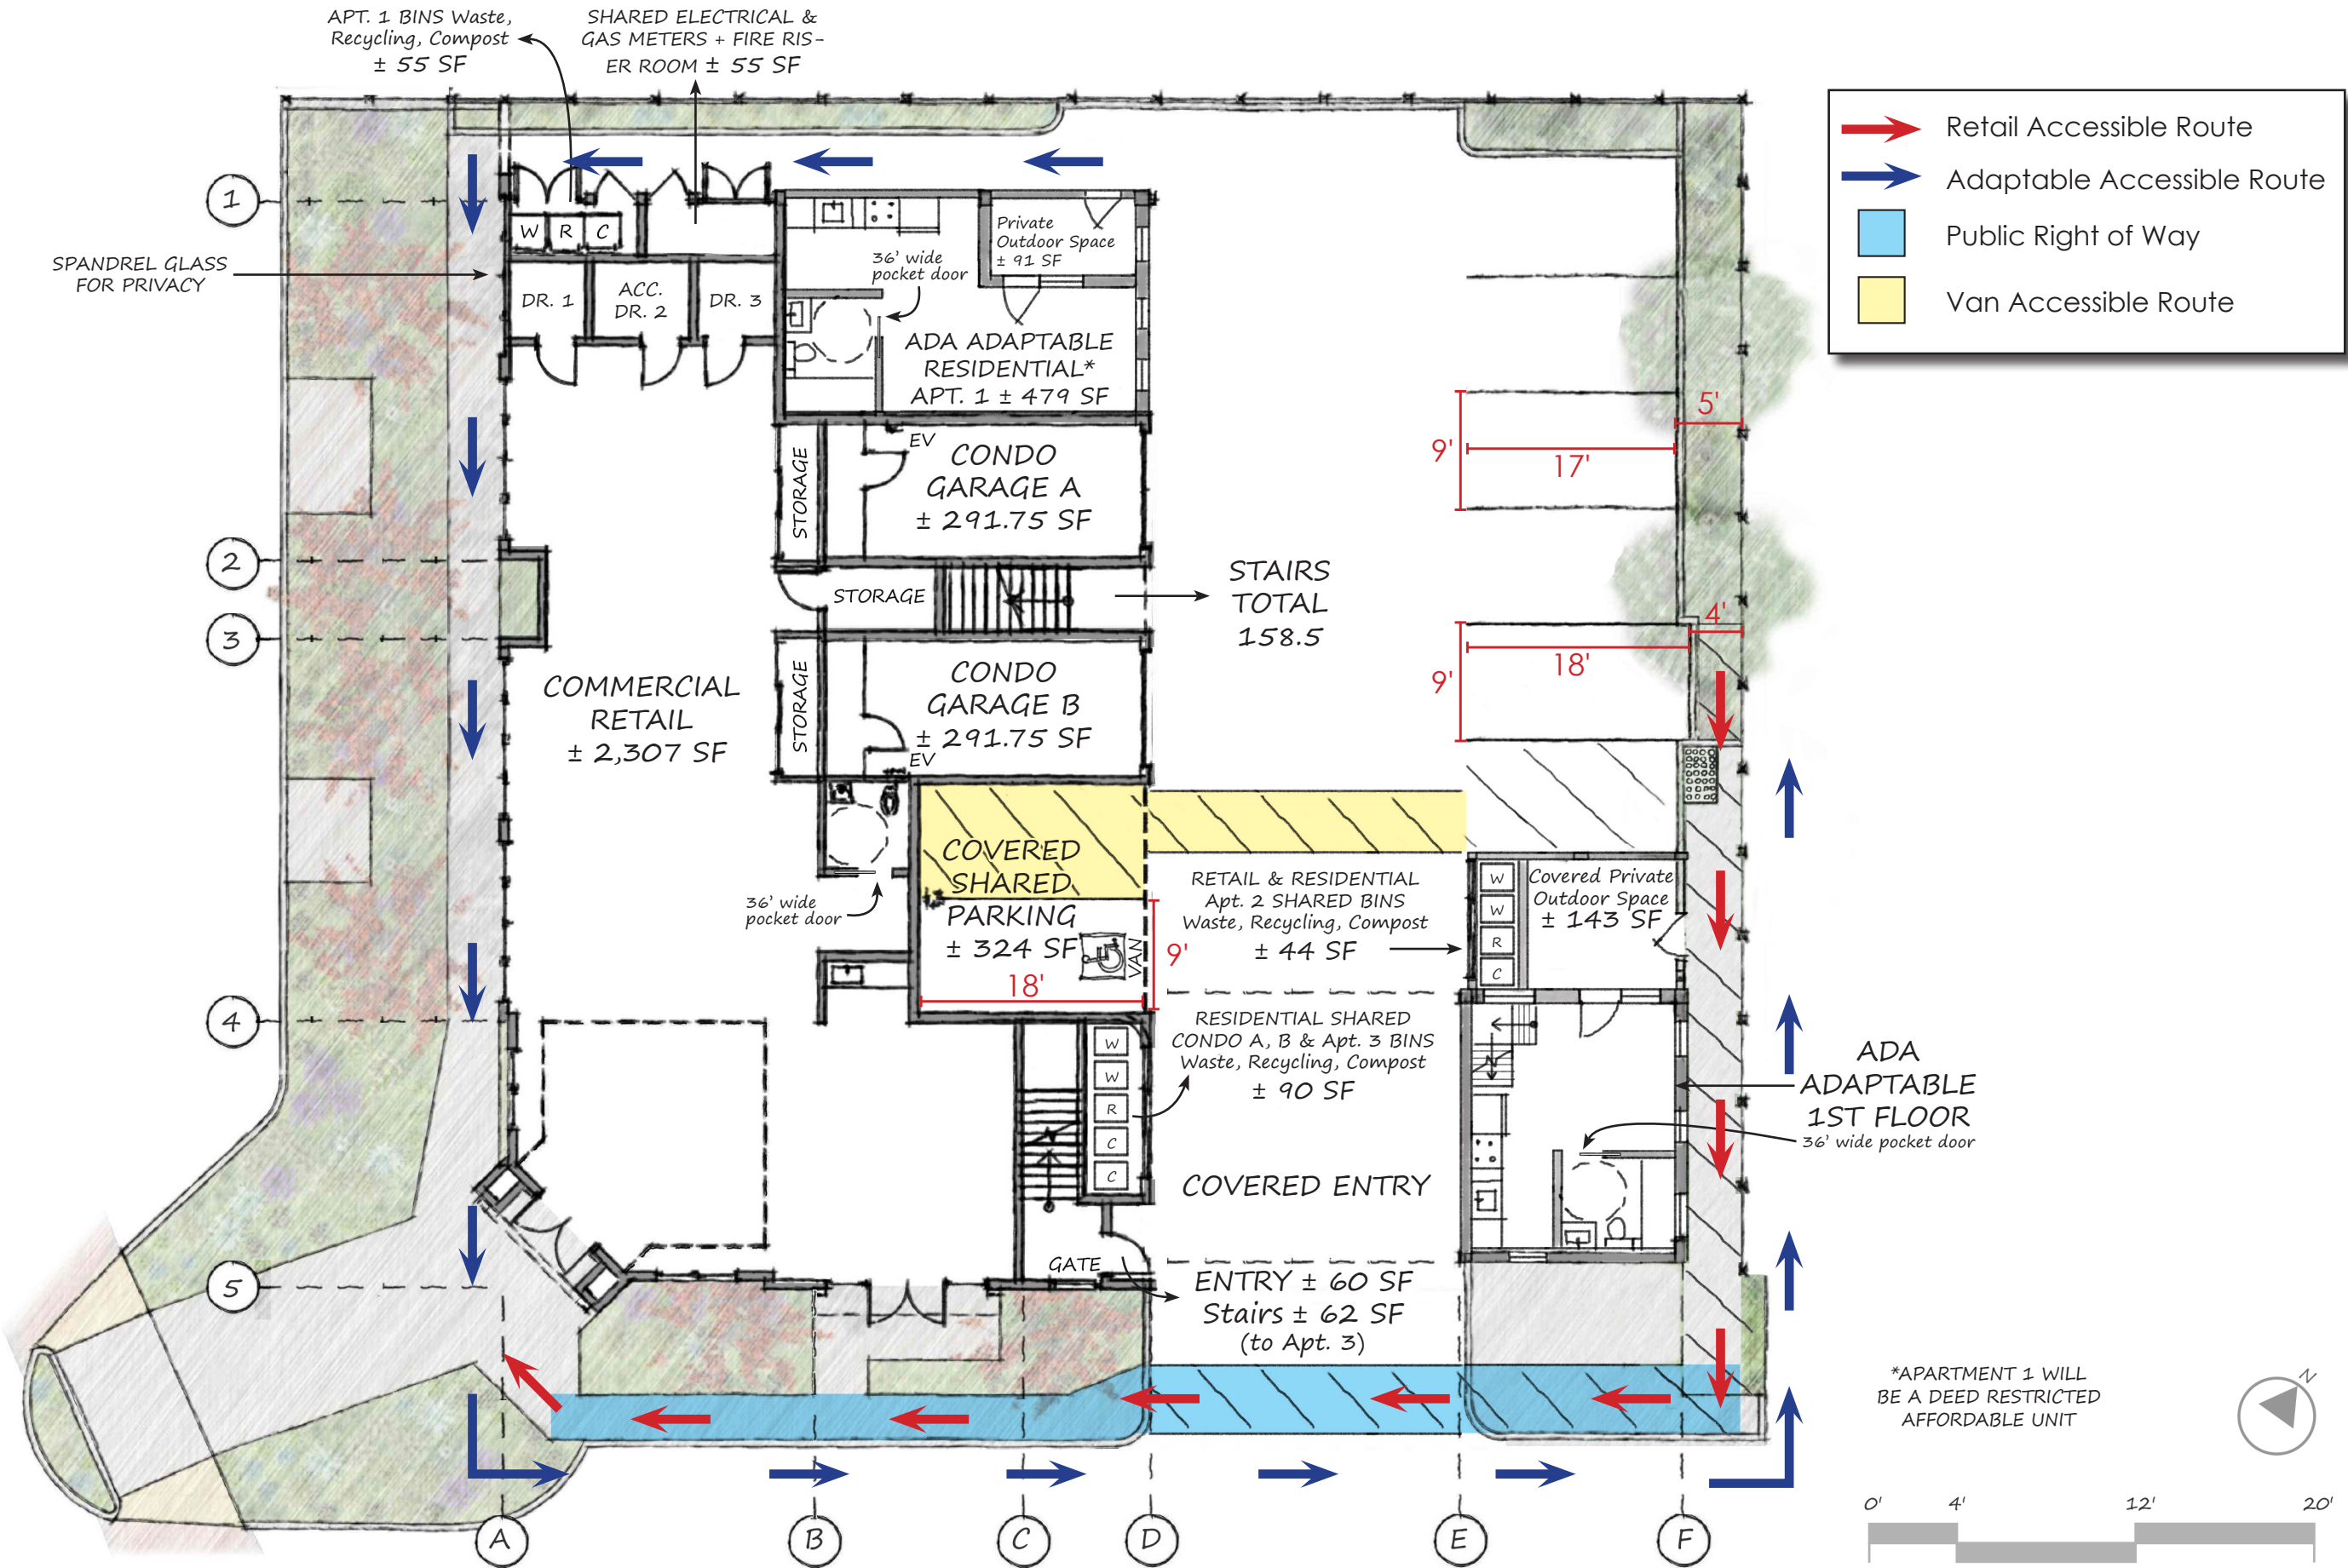 APT. 1 BINS Waste,
Recycling, Compost
± 55 SF
SHARED ELECTRICAL &
GAS METERS + FIRE RIS-
ER ROOM ± 55 SF
Retail Accessible Route
Adaptable Accessible Route
Public Right of Way
Van Accessible Route
1
W
R
C
SPANDREL GLASS
FOR PRIVACY
DR. 1
ACC.
DR. 2
DR. 3
Private
Outdoor Space
± 91 SF
36' wide
pocket door
ADA ADAPTABLE
RESIDENTIAL*
APT. 1 ± 479 SF
5'
9'
17'
STORAGE
EV
CONDO
GARAGE A
± 291.75 SF
2
STORAGE
STAIRS
TOTAL
158.5
3
4'
9'
18'
COMMERCIAL
RETAIL
± 2,307 SF
STORAGE
CONDO
GARAGE B
± 291.75 SF
EV
COVERED
SHARED
PARKING
± 324 SF
VAN
9'
18'
36' wide
pocket door
RETAIL & RESIDENTIAL
Apt. 2 SHARED BINS
Waste, Recycling, Compost
± 44 SF
W
W
R
C
Covered Private
Outdoor Space
± 143 SF
4
RESIDENTIAL SHARED
CONDO A, B & Apt. 3 BINS
Waste, Recycling, Compost
± 90 SF
W
W
R
C
C
ADA
ADAPTABLE
1ST FLOOR
36' wide pocket door
COVERED ENTRY
5
GATE
ENTRY ± 60 SF
Stairs ± 62 SF
(to Apt. 3)
*APARTMENT 1 WILL
BE A DEED RESTRICTED
AFFORDABLE UNIT
N
0' 4' 12' 20'
A B C D E F